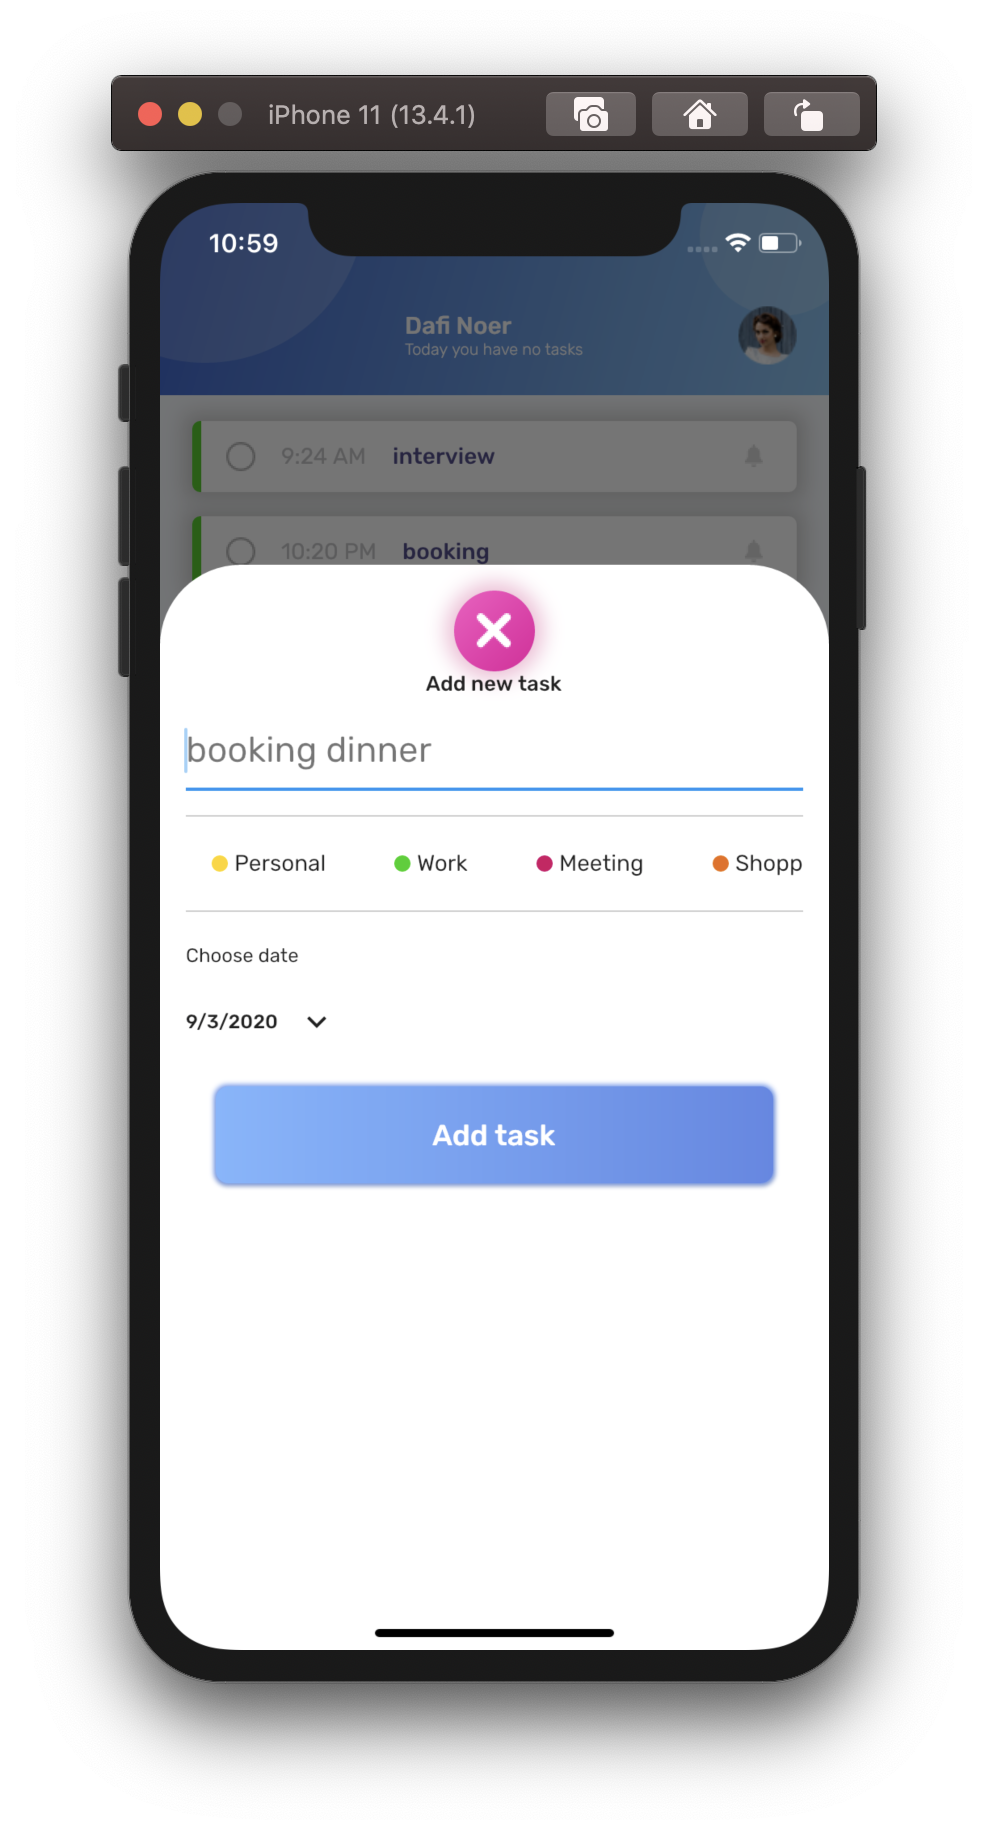 iPhone 11 (13.4.1)
10:59
Dafi Noer
Today you have no tasks
9:24 AM interview
10:20 PM booking
Add new task
booking dinner
Personal Work Meeting Shopp
Choose date
9/3/2020
Add task